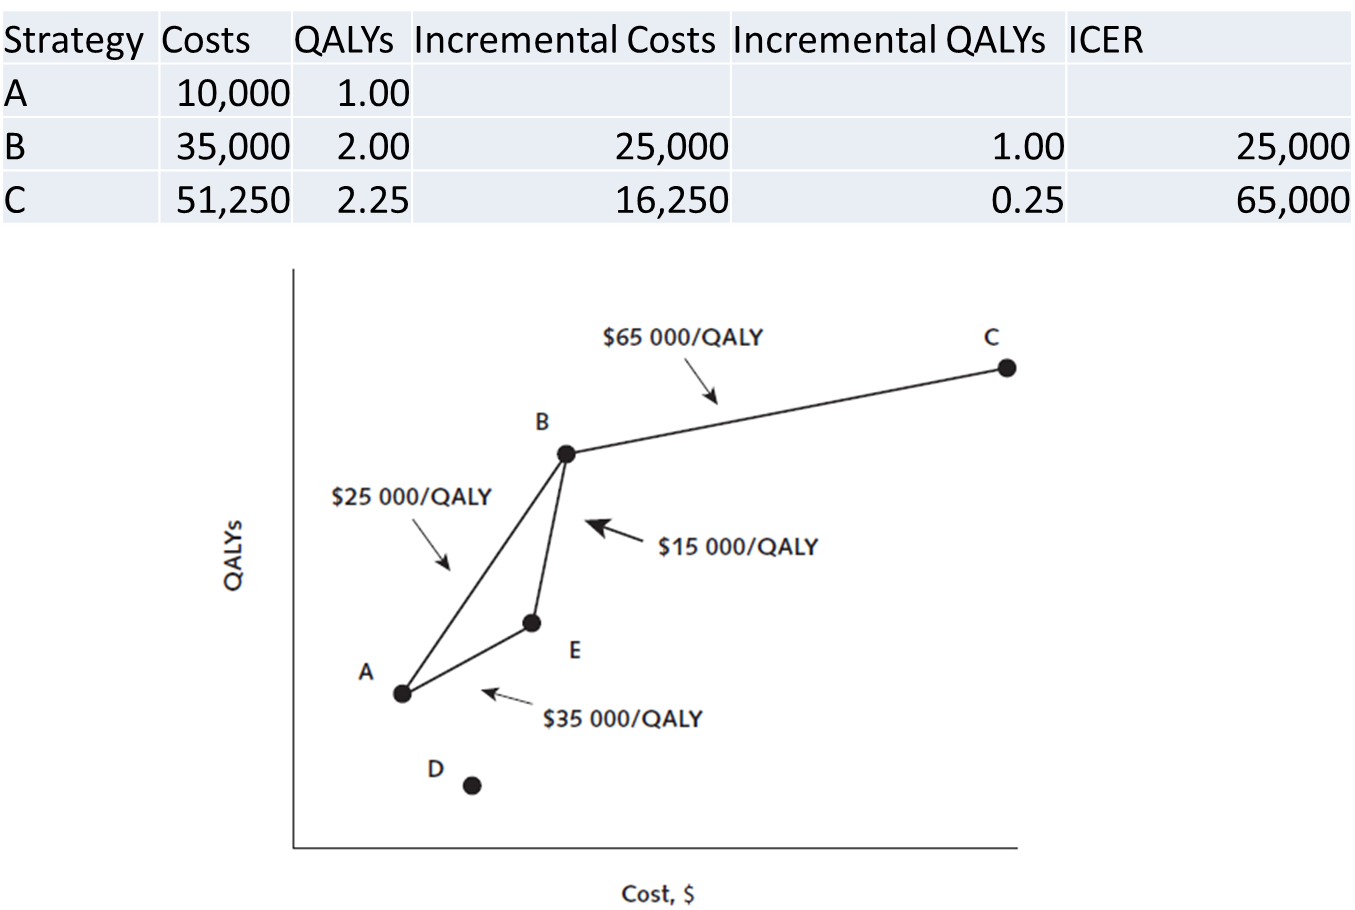 Strategy Costs QALYs Incremental Costs Incremental QALYs ICER
A 10,000 1.00
B 35,000 2.00 25,000 1.00 25,000
C 51,250 2.25 16,250 0.25 65,000
$65 000/QALY
C
B
$25 000/QALY
$15 000/QALY
QALYs
E
A
$35 000/QALY
D
Cost, $